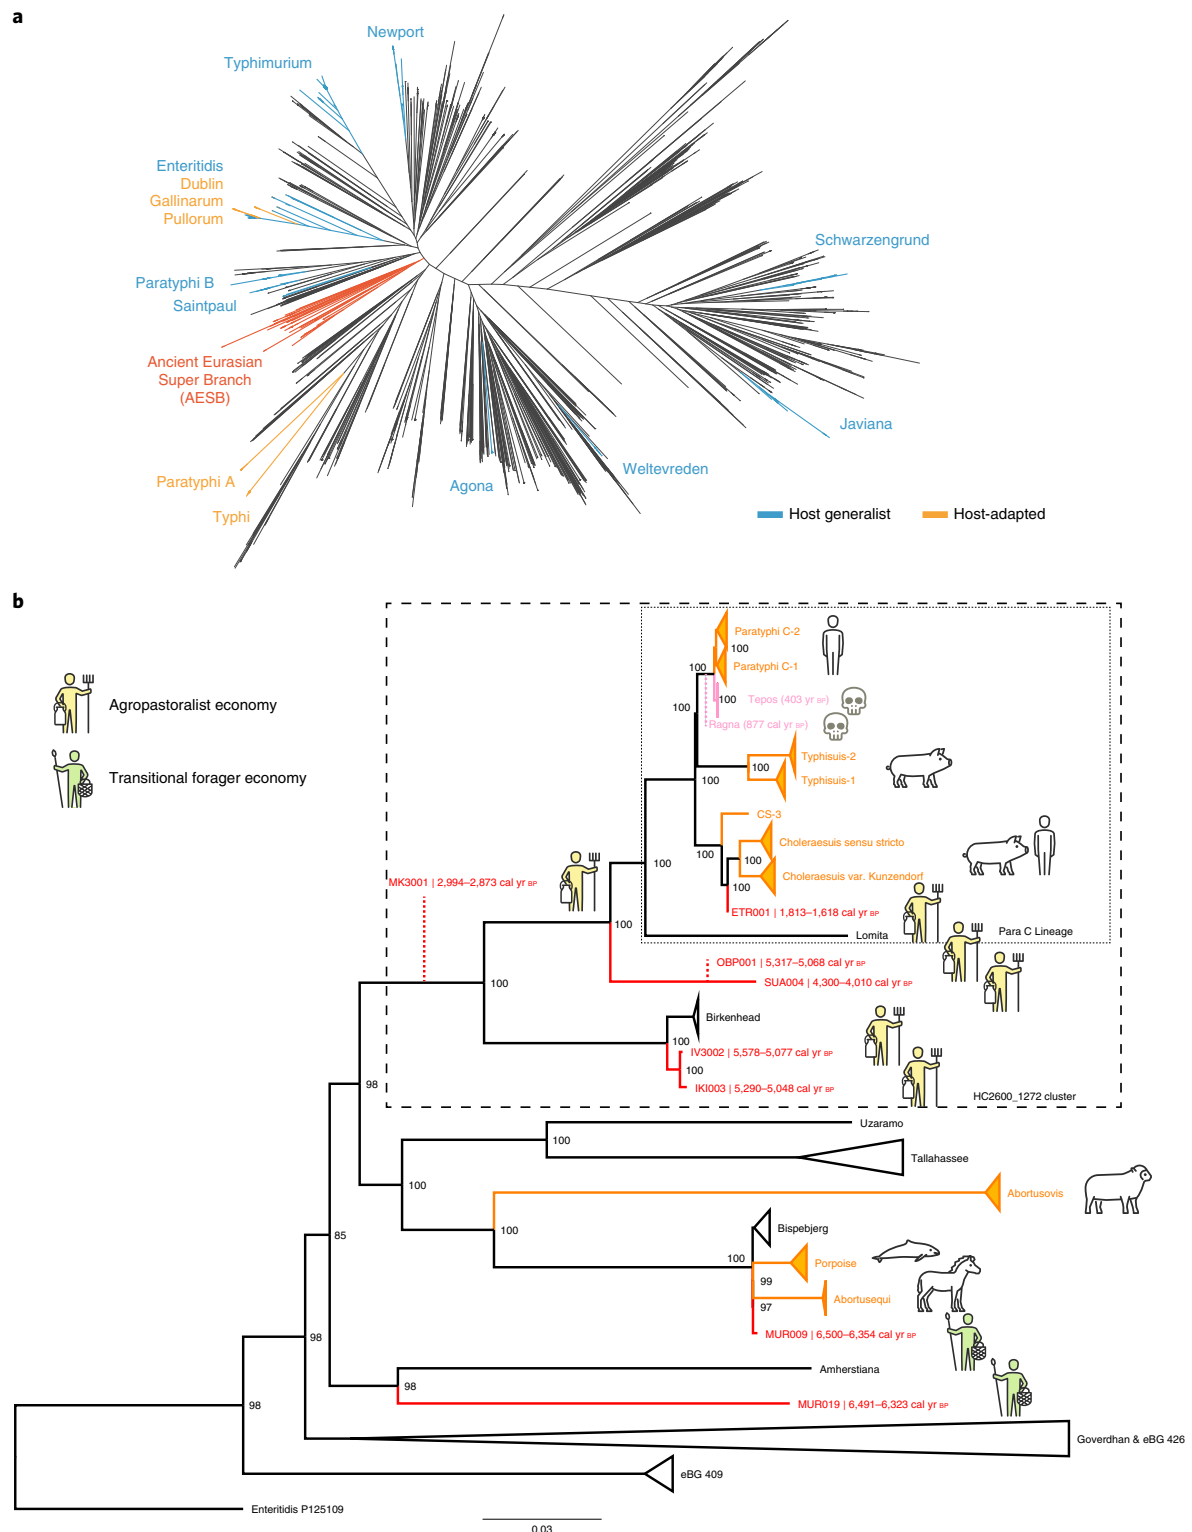 a
Newport
Typhimurium
Enteritidis
Dublin
Gallinarum
Pullorum
Schwarzengrund
Paratyphi B
Saintpaul
Ancient Eurasian
Super Branch
(AESB)
Javiana
Weltevreden
Paratyphi A
Agona
Typhi
Host generalist
Host-adapted
b
Agropastoralist economy
Transitional forager economy
Paratyphi C-2
100
Paratyphi C-1
100
Tepos (403 yr BP)
100
Ragna (877 cal yr BP)
100
Typhisuis-2
100
Typhisuis-1
100
CS-3
Choleraesuis sensu stricto
100
100
100
Choleraesuis var. Kunzendorf
100
MK3001 | 2,994–2,873 cal yr BP
ETR001 | 1,813–1,618 cal yr BP
100
Lomita
Para C Lineage
OBP001 | 5,317–5,068 cal yr BP
SUA004 | 4,300–4,010 cal yr BP
100
Birkenhead
100
IV3002 | 5,578–5,077 cal yr BP
100
IKI003 | 5,290–5,048 cal yr BP
HC2600_1272 cluster
98
Uzaramo
100
Tallahassee
100
Abortusovis
100
Bispebjerg
85
100
Porpoise
99
Abortusequi
97
MUR009 | 6,500–6,354 cal yr BP
98
Amherstiana
98
MUR019 | 6,491–6,323 cal yr BP
98
Goverdhan & eBG 426
eBG 409
Enteritidis P125109
0.03